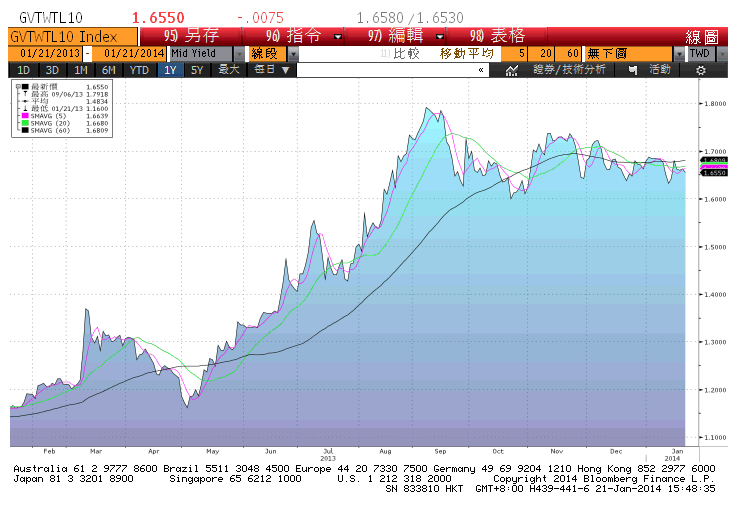 GVTWTL10 1.6550 -.0075 1.6580 /1.6530
GVTWTL10 Index 95) 另存 96) 指令 97) 編輯 98) 表格 線圖
01/21/2013 - 01/21/2014 Mid Yield 線段 比較 移動平均 5 20 60 無下圖 TWD
1D 3D 1M 6M YTD 1Y 5Y 最大 每日 ▼ « 證券/技術分析 活動
最新價 1.6550
最高 09/06/13 1.7918
平均 1.4834
最低 01/21/13 1.1600
SMAVG (5) 1.6639
SMAVG (20) 1.6680
SMAVG (60) 1.6809
1.8000
1.7000
1.6809
1.6550
1.6000
1.5000
1.4000
1.3000
1.2000
1.1000
Feb Mar Apr May Jun Jul Aug Sep Oct Nov Dec Jan
2013 2014
Australia 61 2 9777 8600 Brazil 5511 3048 4500 Europe 44 20 7330 7500 Germany 49 69 9204 1210 Hong Kong 852 2977 6000
Japan 81 3 3201 8900 Singapore 65 6212 1000 U.S. 1 212 318 2000 Copyright 2014 Bloomberg Finance L.P.
SN 833810 HKT GMT+8:00 H439-441-6 21-Jan-2014 15:48:35